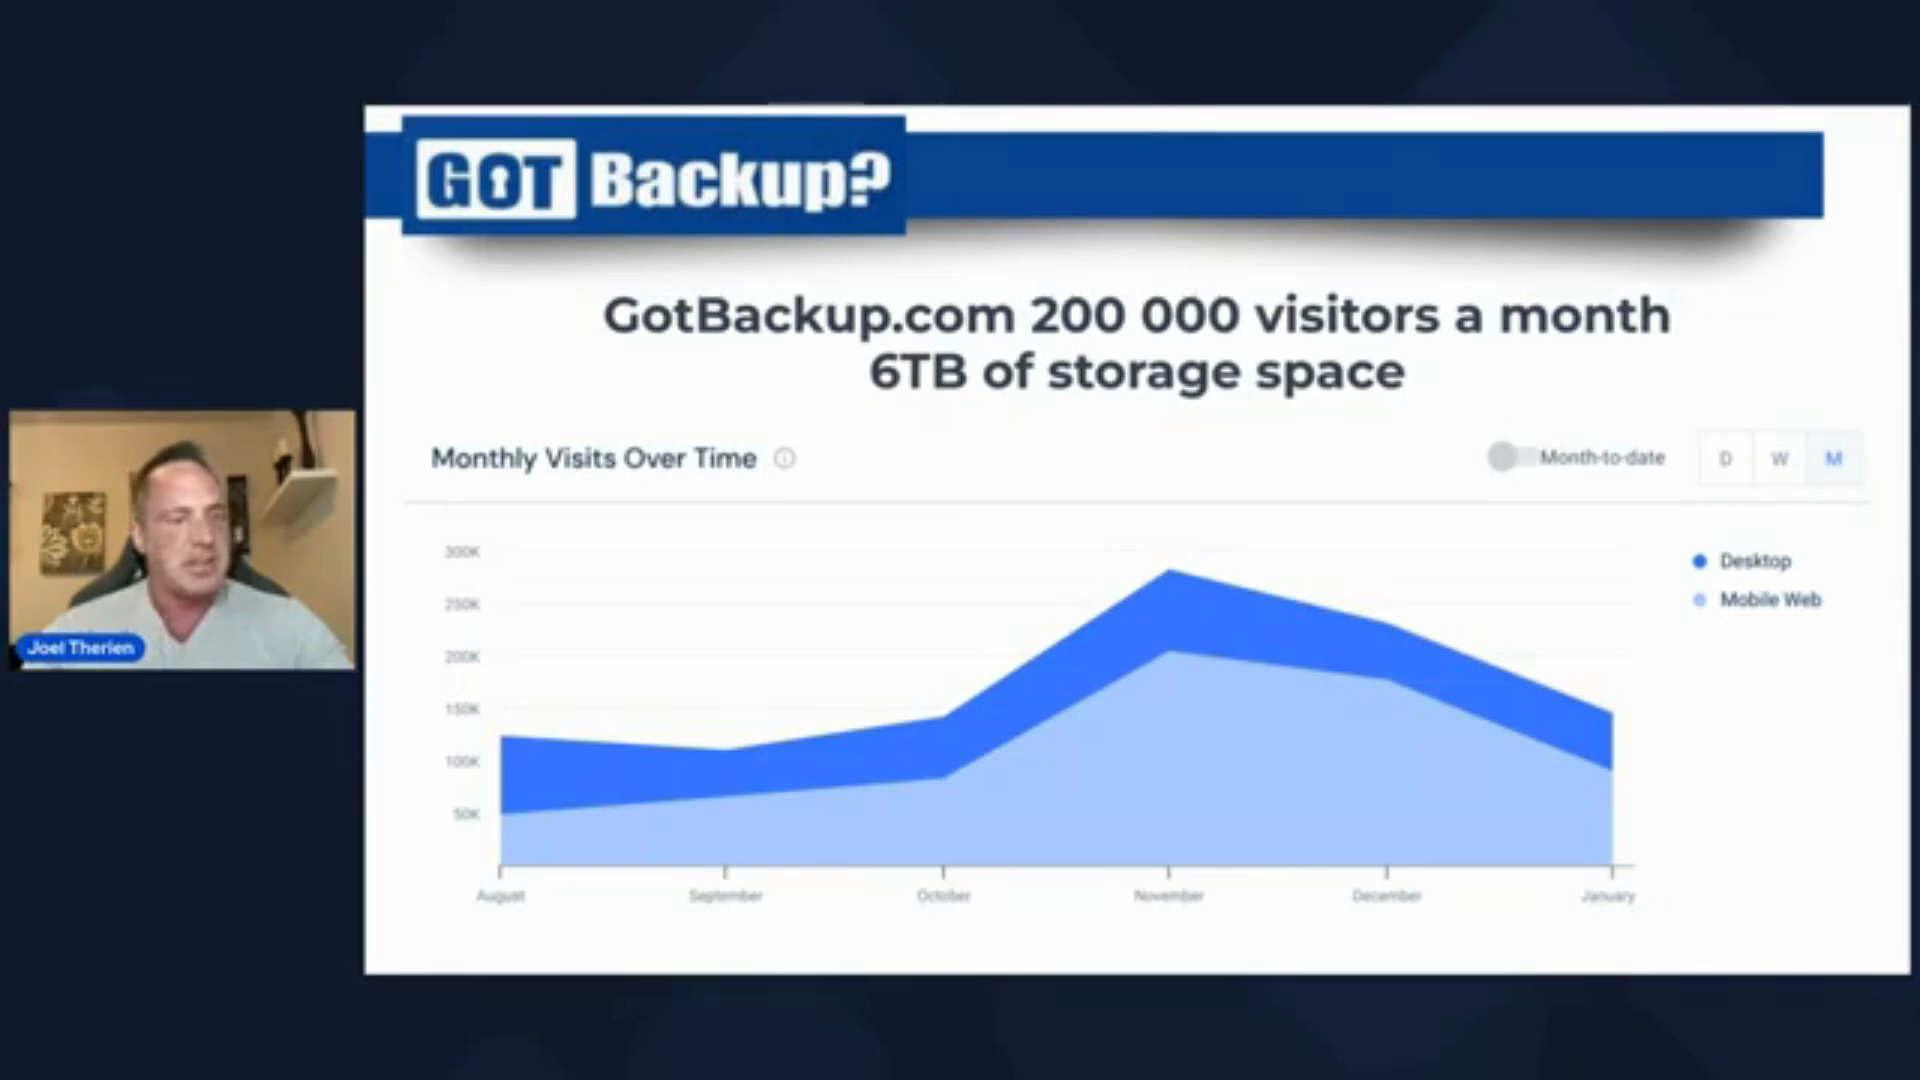 GOT Backup?
GotBackup.com 200 000 visitors a month
6TB of storage space
Monthly Visits Over Time
Month-to-date
D W M
300K
250K
200K
150K
100K
50K
August September October November December January
Desktop
Mobile Web
Joel Therien